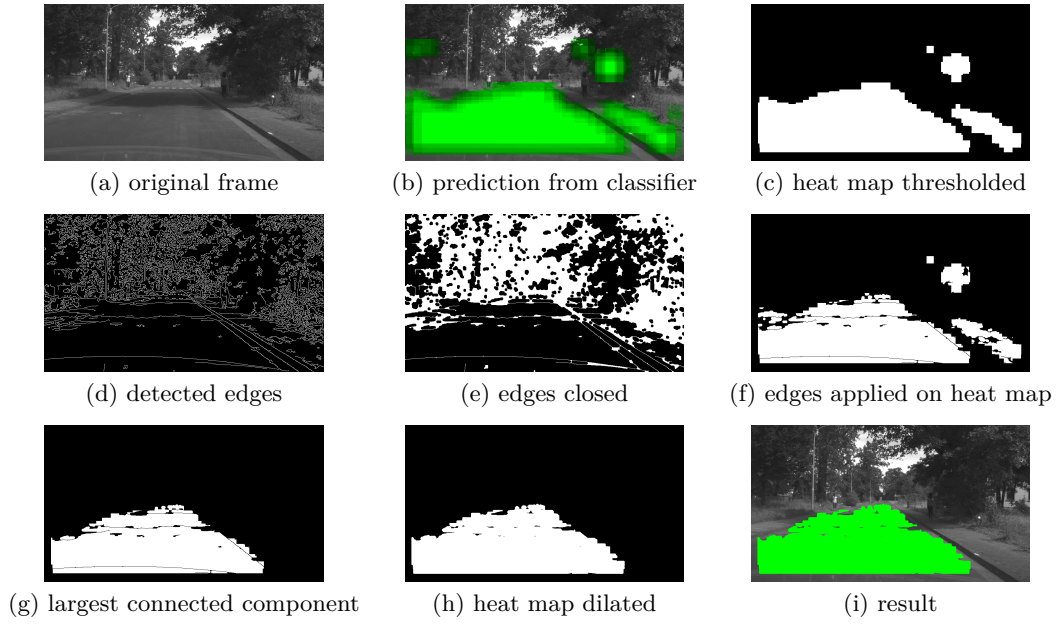 (a) original frame
(b) prediction from classifier
(c) heat map thresholded
(d) detected edges
(e) edges closed
(f) edges applied on heat map
(g) largest connected component
(h) heat map dilated
(i) result